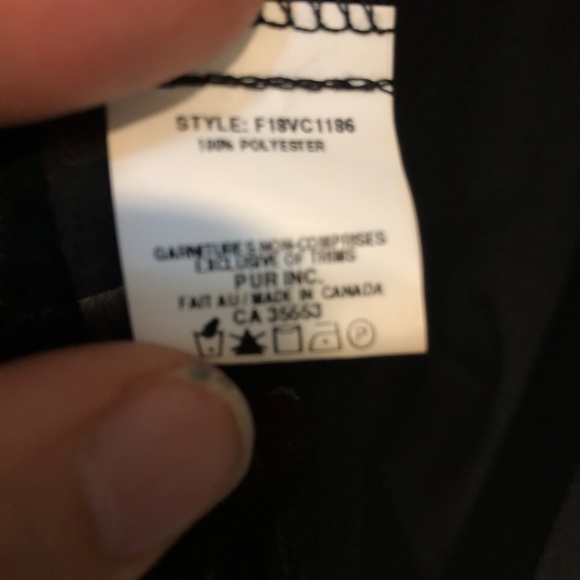 STYLE: F18VC1186
100% POLYESTER
GARNITURES NON-COMPRISES
EXCLUSIVE OF TRIMS
PUR INC.
FAIT AU / MADE IN CANADA
CA 35553